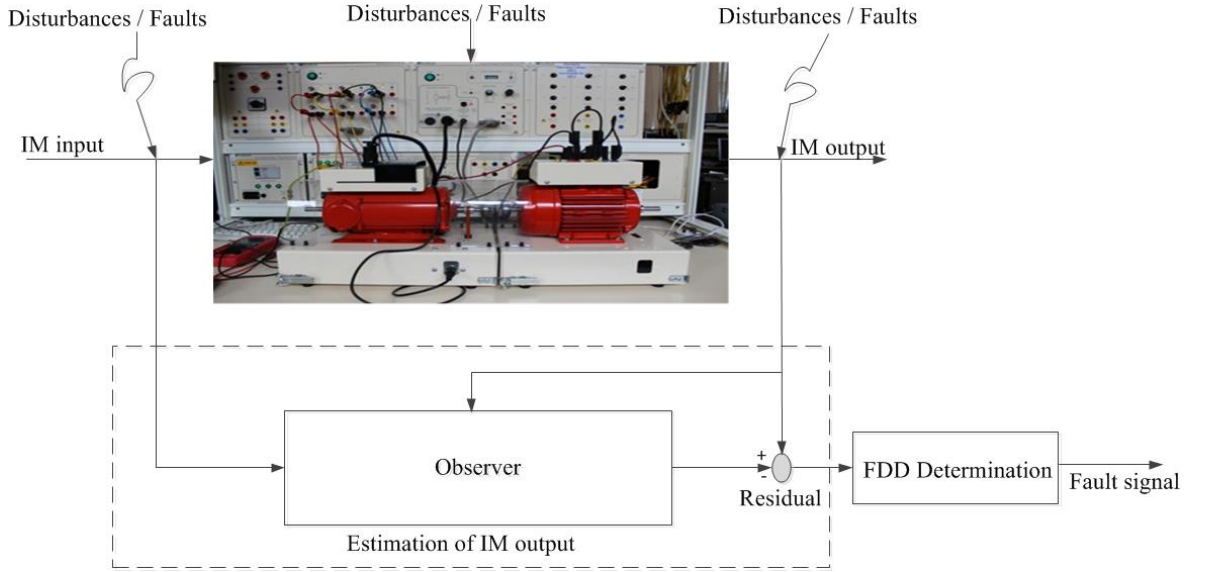 Disturbances / Faults
Disturbances / Faults
Disturbances / Faults
IM input
IM output
Observer
+
-
Residual
FDD Determination
Fault signal
Estimation of IM output